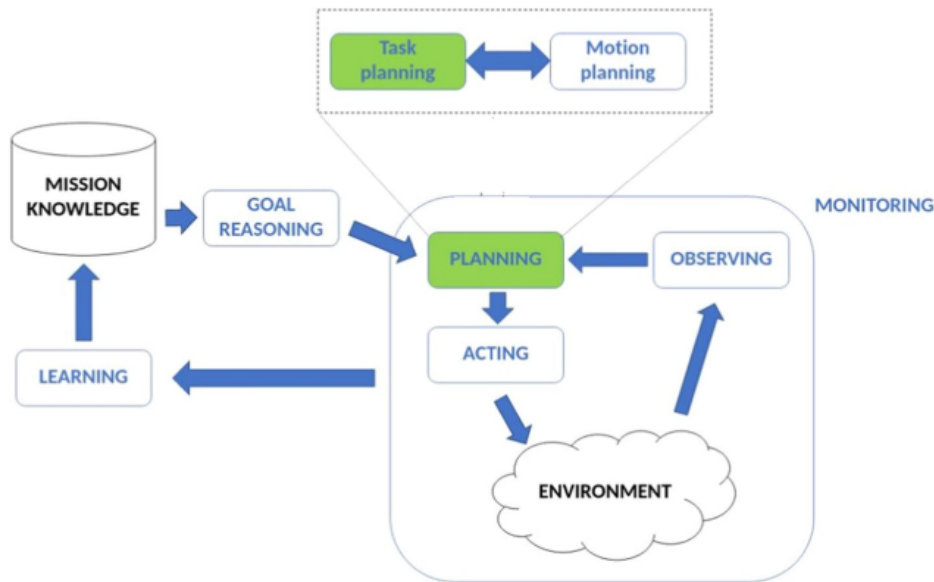 Task
planning
Motion
planning
MISSION
KNOWLEDGE
GOAL
REASONING
MONITORING
PLANNING
OBSERVING
ACTING
LEARNING
ENVIRONMENT